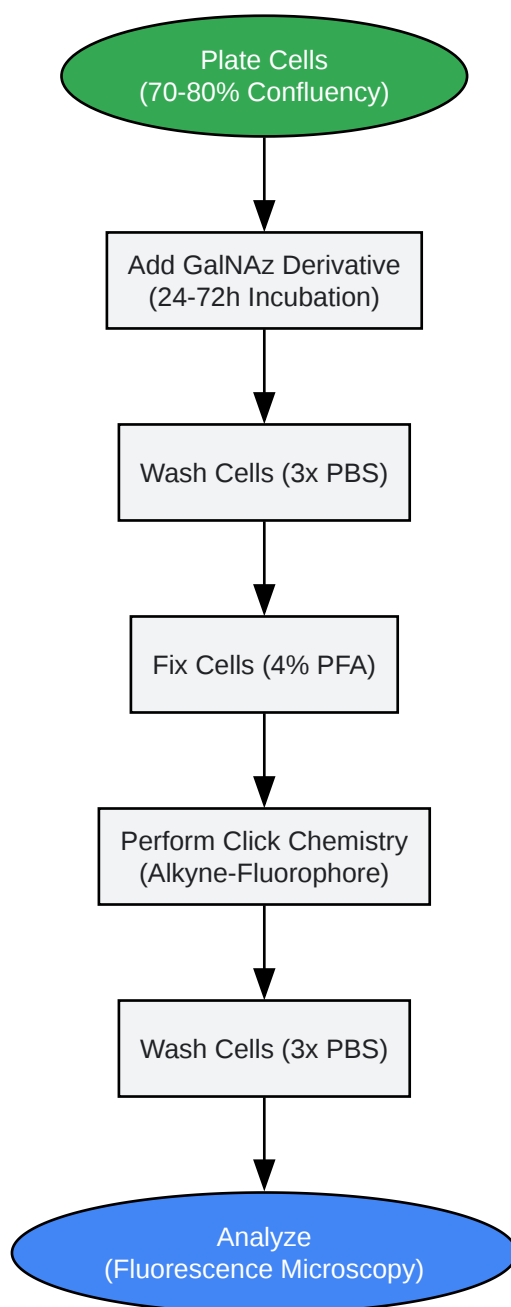 Plate Cells
(70-80% Confluency)
Add GalNAz Derivative
(24-72h Incubation)
Wash Cells (3x PBS)
Fix Cells (4% PFA)
Perform Click Chemistry
(Alkyne-Fluorophore)
Wash Cells (3x PBS)
Analyze
(Fluorescence Microscopy)